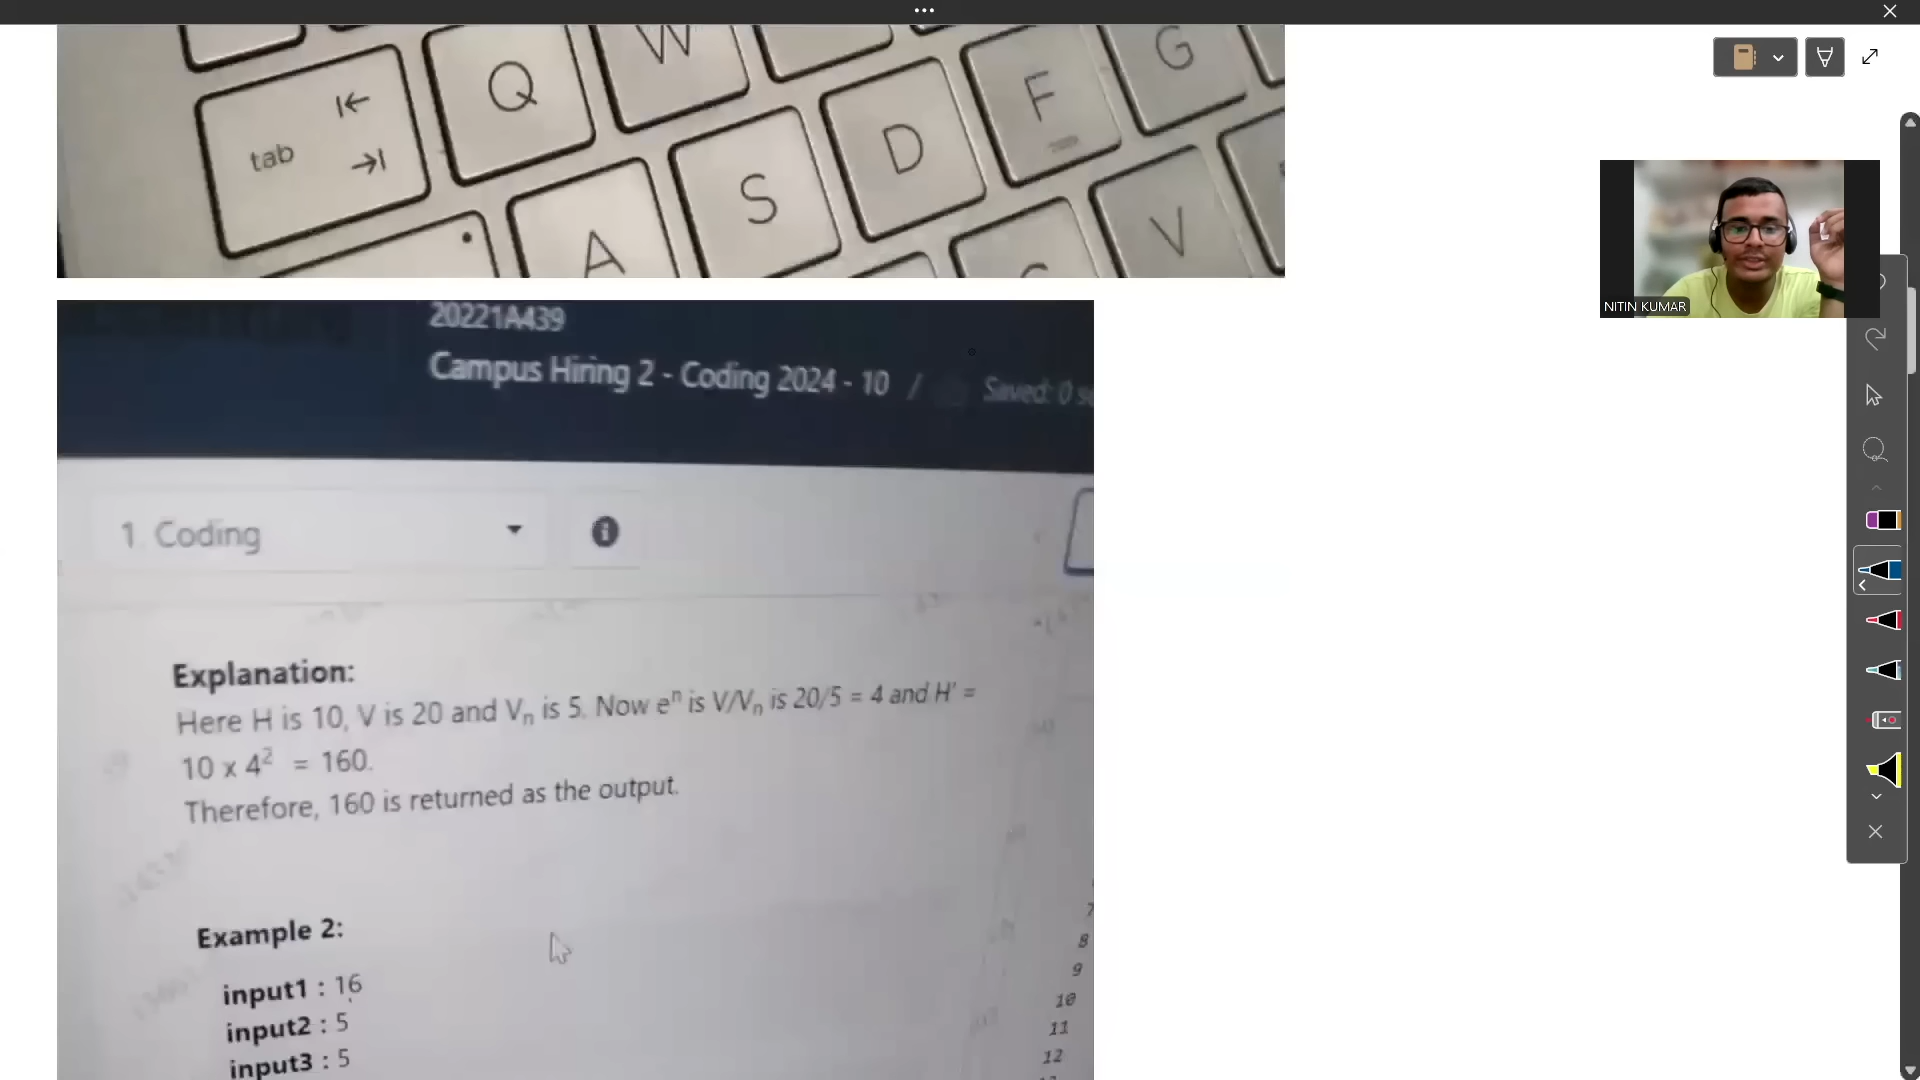 Q
W
G
tab
A
S
D
F
V
20221A439
Campus Hiring 2 - Coding 2024 - 10 /
Saved: 0 s
NITIN KUMAR
1. Coding
Explanation:
Here H is 10, V is 20 and Vn is 5. Now eⁿ is V/Vn is 20/5 = 4 and H' =
10 x 4² = 160.
Therefore, 160 is returned as the output.
Example 2:
input1 : 16
input2 : 5
input3 : 5
7
8
9
10
11
12